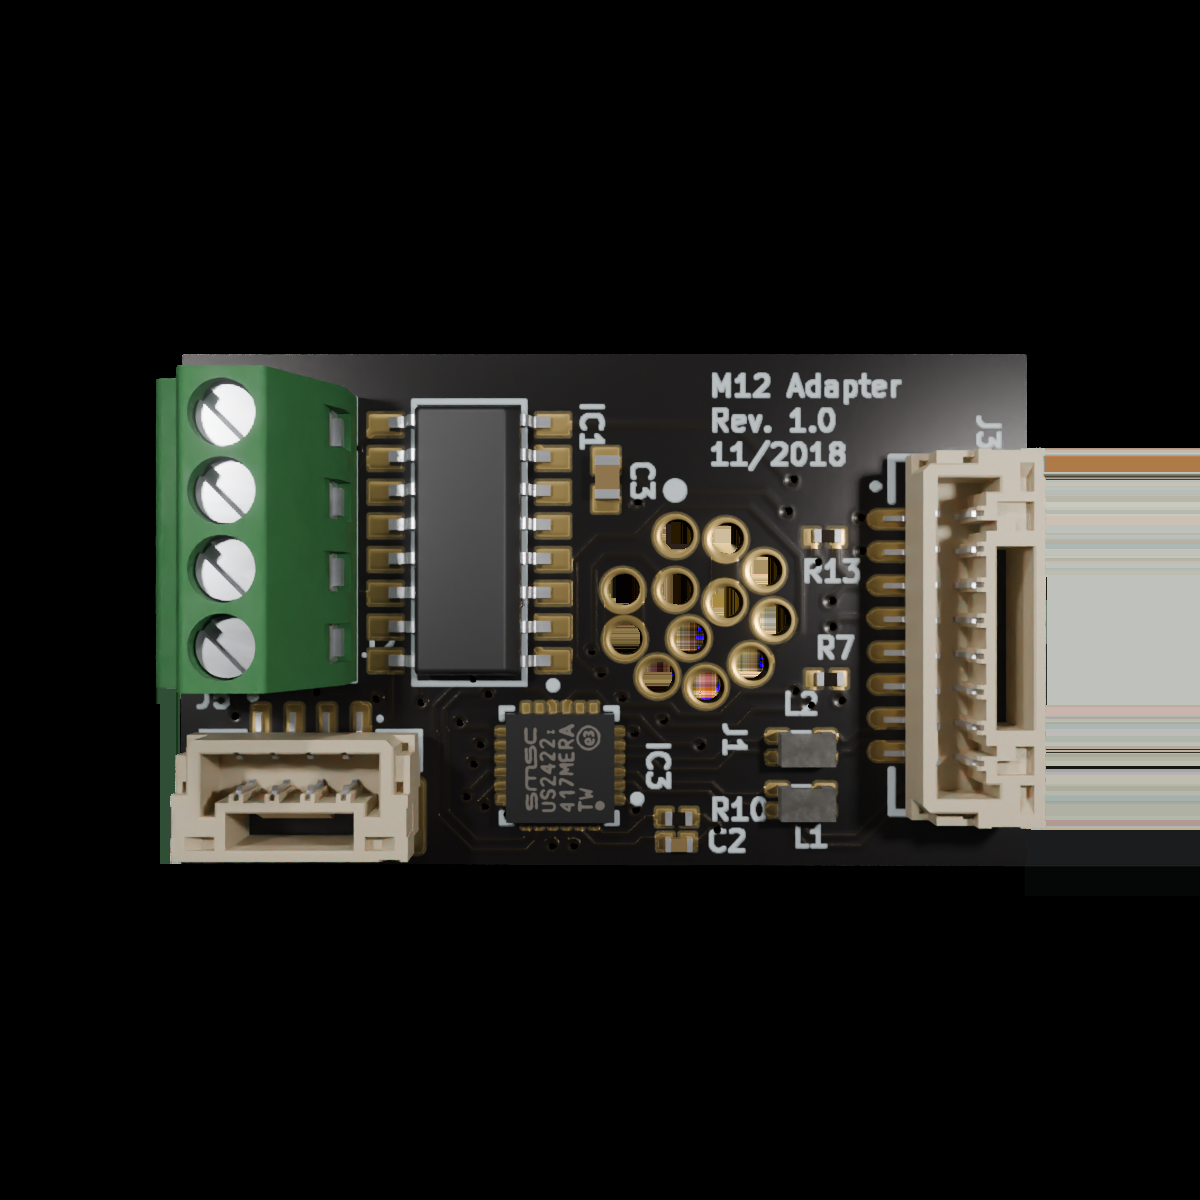 M12 Adapter
Rev. 1.0
11/2018
IC1
C3
J3
R13
R7
L2
J1
IC3
SMSC
US2422:
417MERA
TW
e3
R10
L1
C2